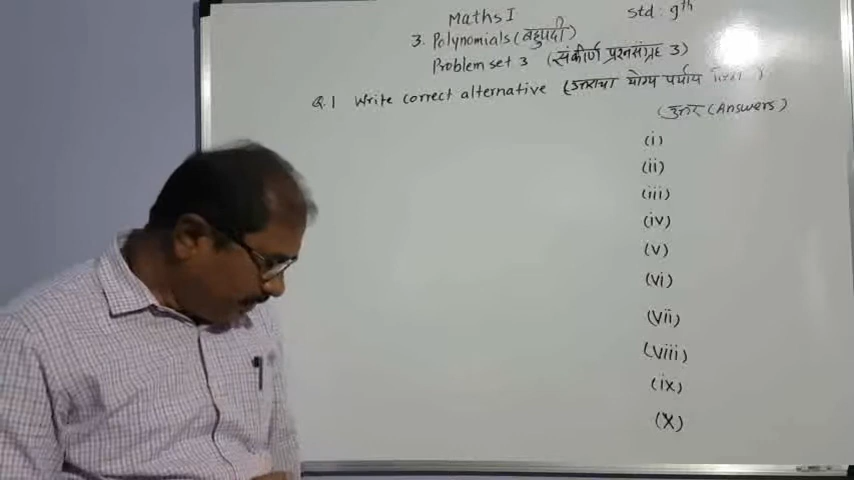 Maths I
std : 9th
3. Polynomials (बहुपदी)
Problem set 3 (संकीर्ण प्रश्नसंग्रह 3)
Q.1 Write correct alternative (उत्तराचा योग्य पर्याय
(उत्तर (Answers)
(i)
(ii)
(iii)
(iv)
(v)
(vi)
(vii)
(viii)
(ix)
(x)